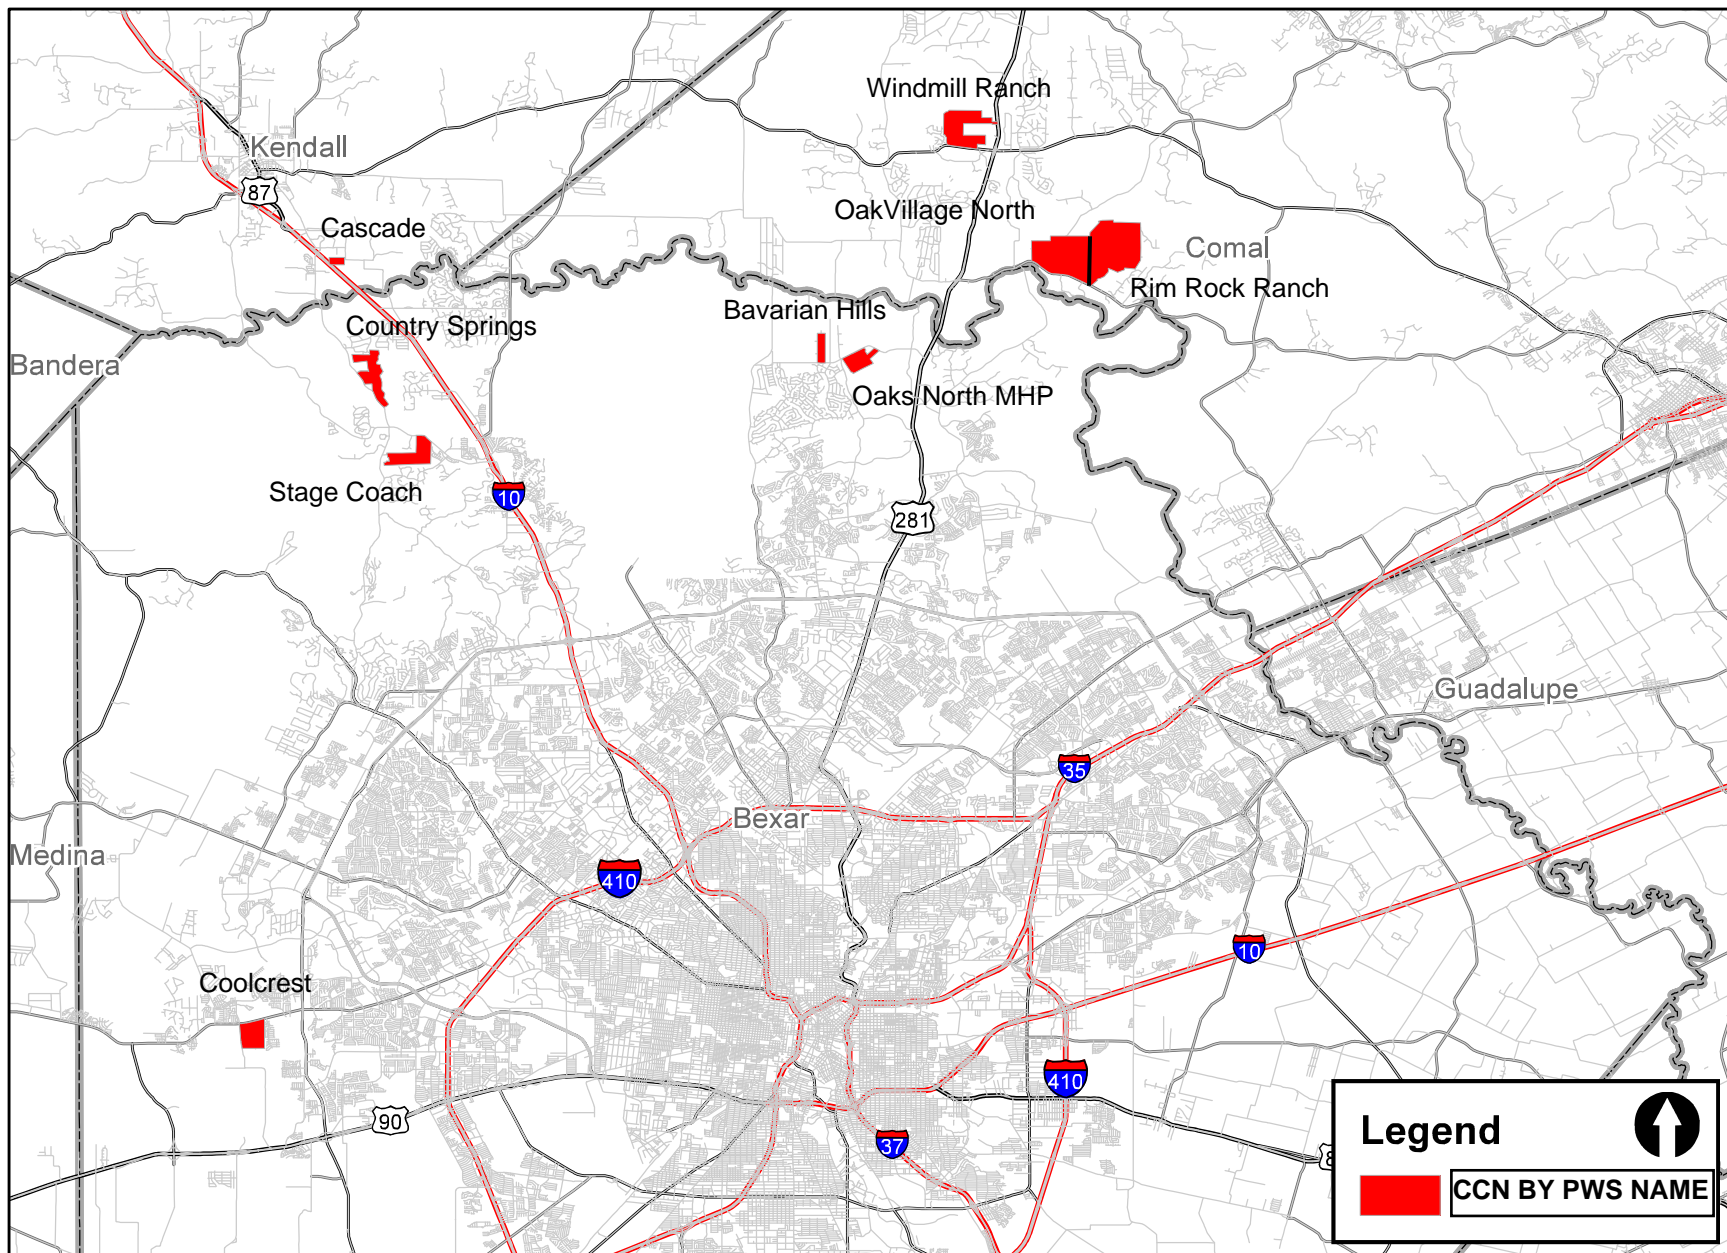 Windmill Ranch
Kendall
87
OakVillage North
Cascade
Comal
Rim Rock Ranch
Bavarian Hills
Country Springs
Bandera
Oaks North MHP
Stage Coach
10
281
Guadalupe
35
Bexar
Medina
410
10
Coolcrest
410
90
37
Legend
CCN BY PWS NAME